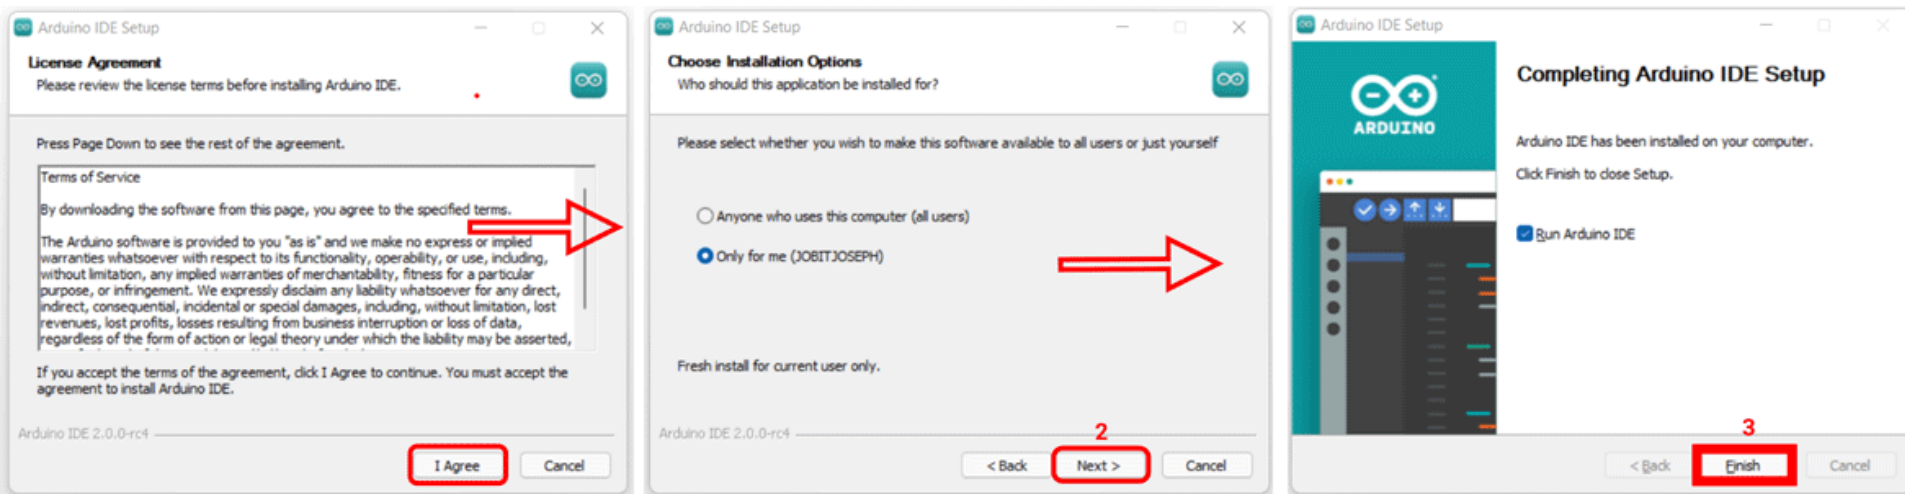 Arduino IDE Setup
License Agreement
Please review the license terms before installing Arduino IDE.
Press Page Down to see the rest of the agreement.
Terms of Service
By downloading the software from this page, you agree to the specified terms.
The Arduino software is provided to you "as is" and we make no express or implied
warranties whatsoever with respect to its functionality, operability, or use, including,
without limitation, any implied warranties of merchantability, fitness for a particular
purpose, or infringement. We expressly disclaim any liability whatsoever for any direct,
indirect, consequential, incidental or special damages, including, without limitation, lost
revenues, lost profits, losses resulting from business interruption or loss of data,
regardless of the form of action or legal theory under which the liability may be asserted,
If you accept the terms of the agreement, click I Agree to continue. You must accept the
agreement to install Arduino IDE.
Arduino IDE 2.0.0-rc4
I Agree
Cancel
Arduino IDE Setup
Choose Installation Options
Who should this application be installed for?
Please select whether you wish to make this software available to all users or just yourself
Anyone who uses this computer (all users)
Only for me (JOBITJOSEPH)
Fresh install for current user only.
Arduino IDE 2.0.0-rc4
2
< Back
Next >
Cancel
Arduino IDE Setup
ARDUINO
Completing Arduino IDE Setup
Arduino IDE has been installed on your computer.
Click Finish to close Setup.
Run Arduino IDE
3
< Back
Finish
Cancel